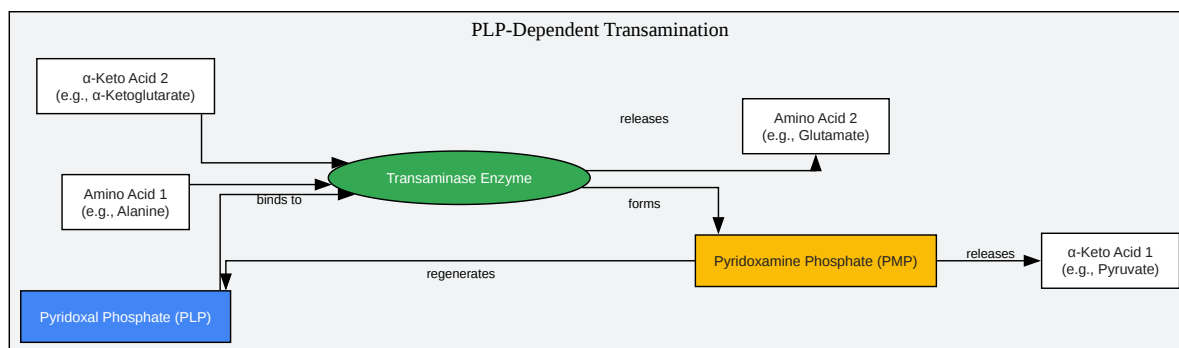 PLP-Dependent Transamination
α-Keto Acid 2
(e.g., α-Ketoglutarate)
releases
Amino Acid 2
(e.g., Glutamate)
Transaminase Enzyme
Amino Acid 1
(e.g., Alanine)
binds to
forms
Pyridoxamine Phosphate (PMP)
releases
α-Keto Acid 1
(e.g., Pyruvate)
regenerates
Pyridoxal Phosphate (PLP)